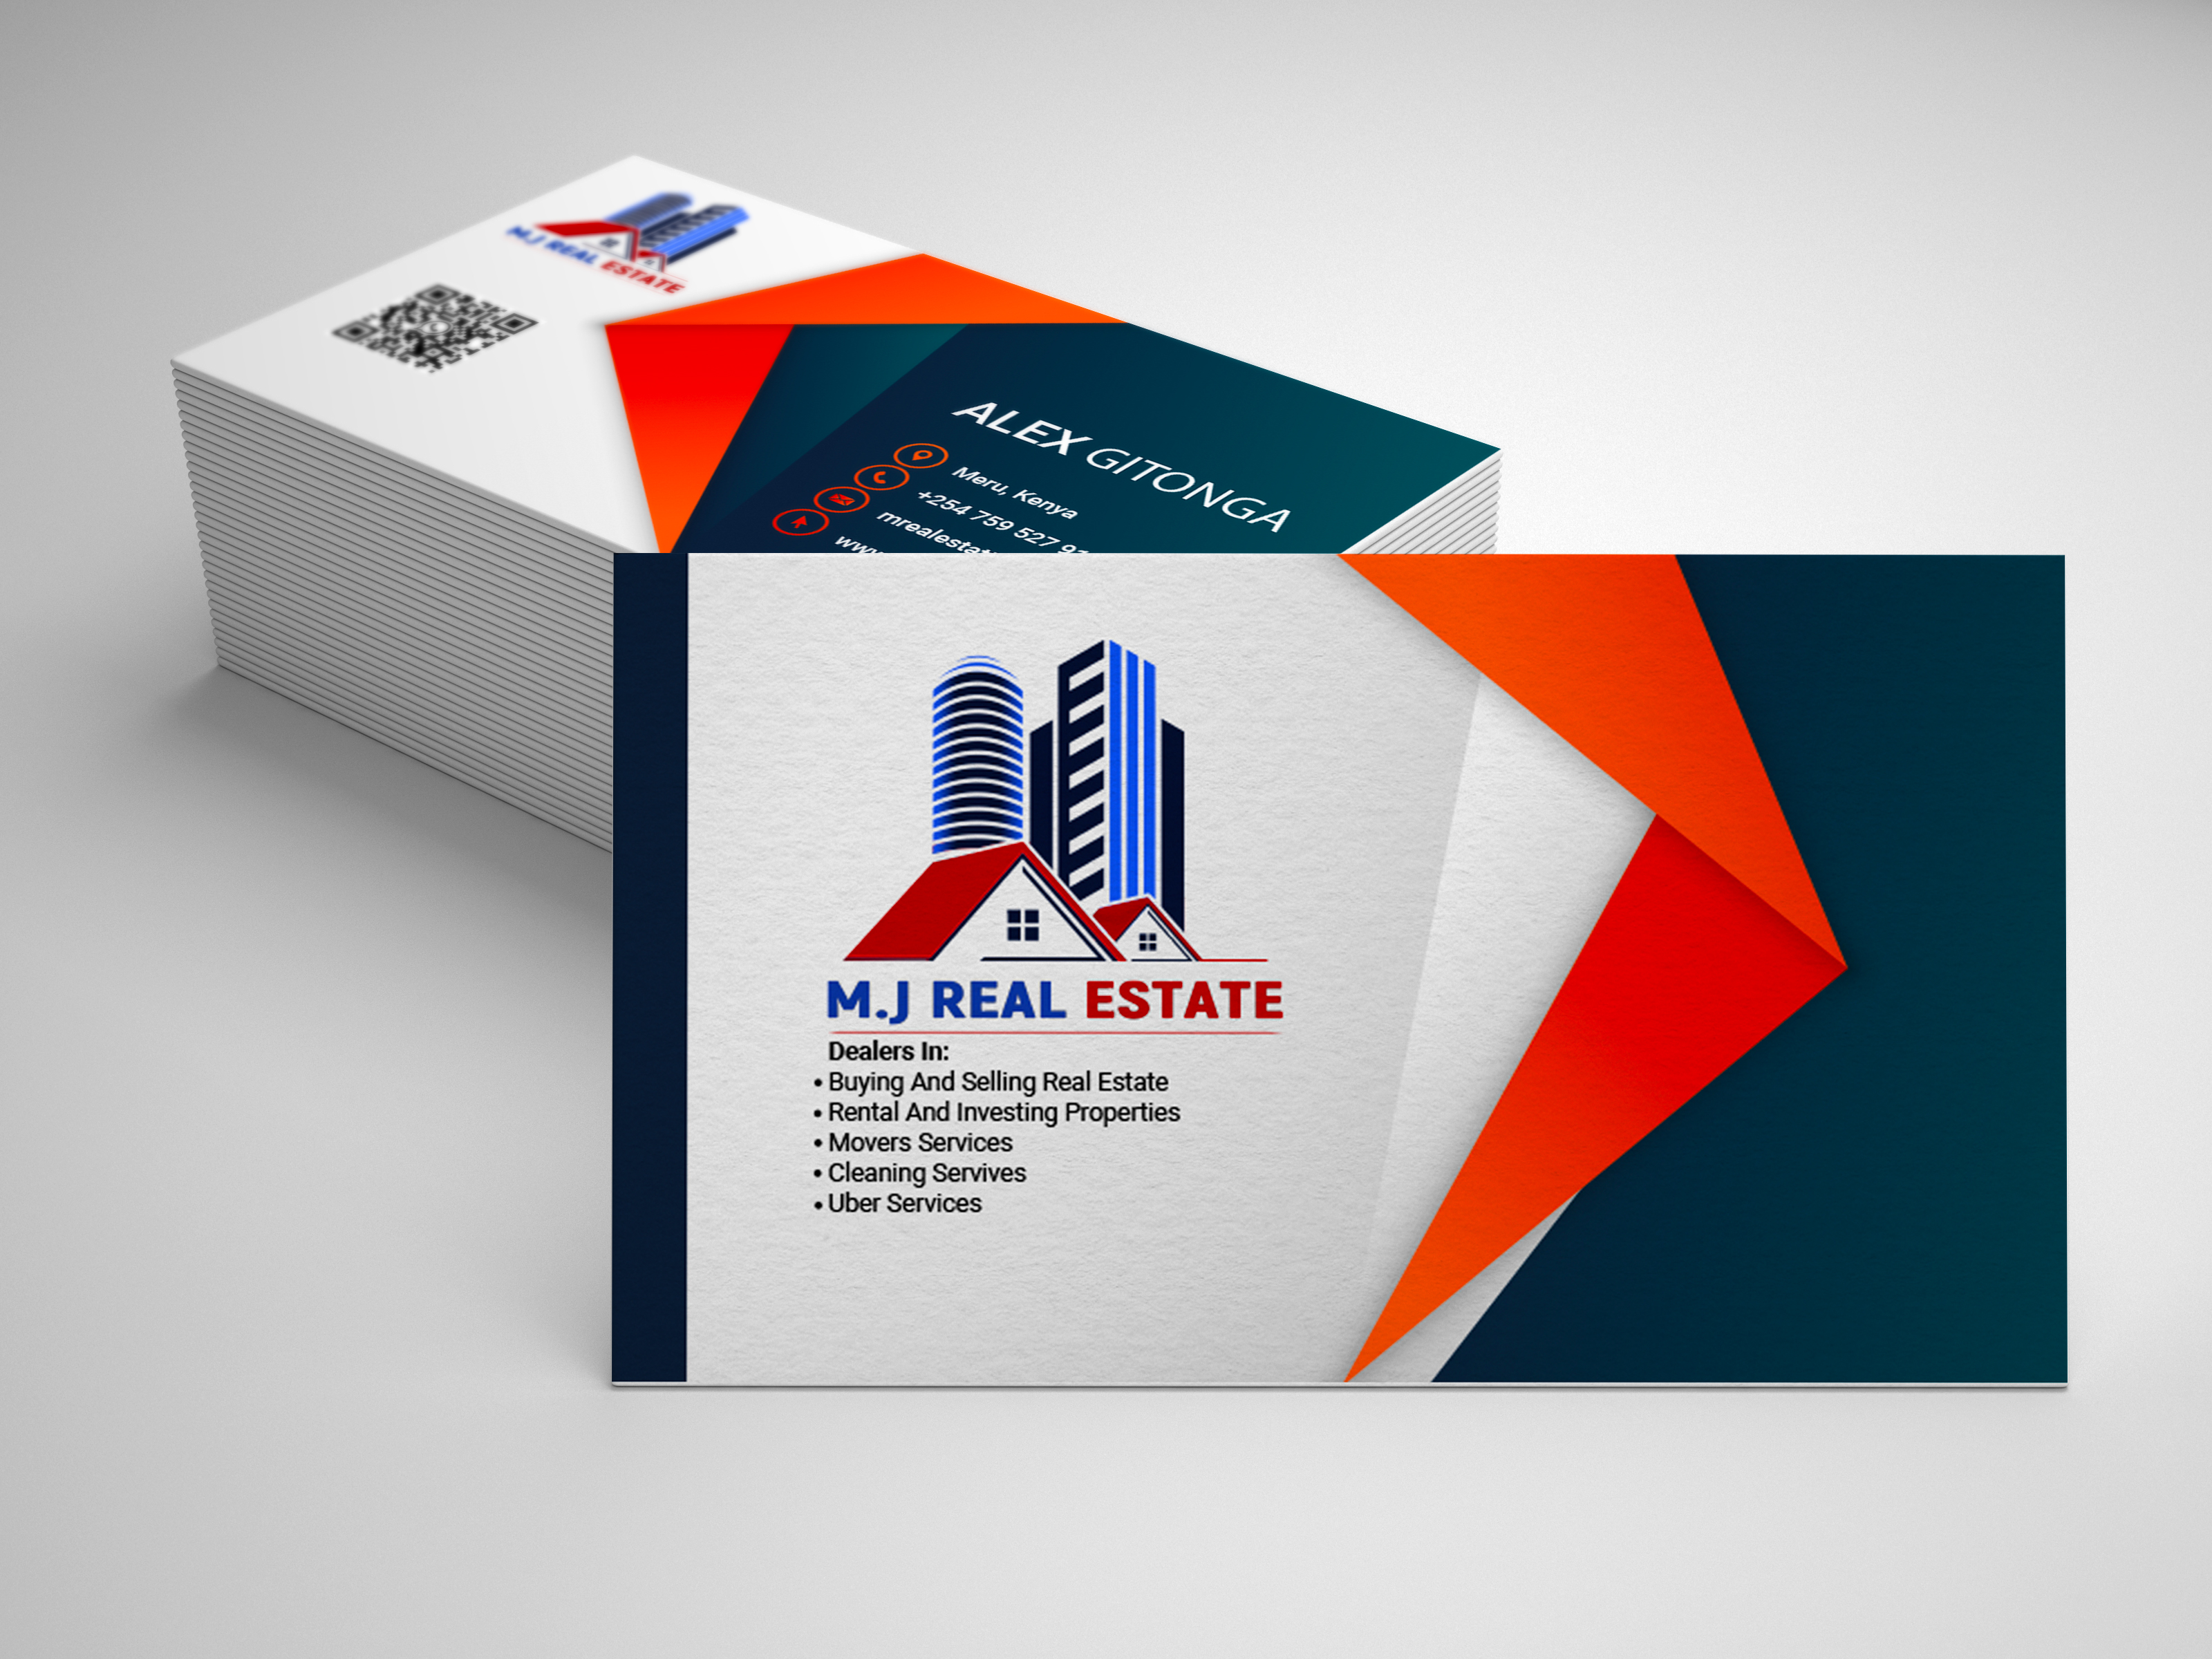 M.J REAL ESTATE
ALEX GITONGA
Meru, Kenya
+254 759 527
M.J REAL ESTATE
Dealers In:
• Buying And Selling Real Estate
• Rental And Investing Properties
• Movers Services
• Cleaning Servives
• Uber Services